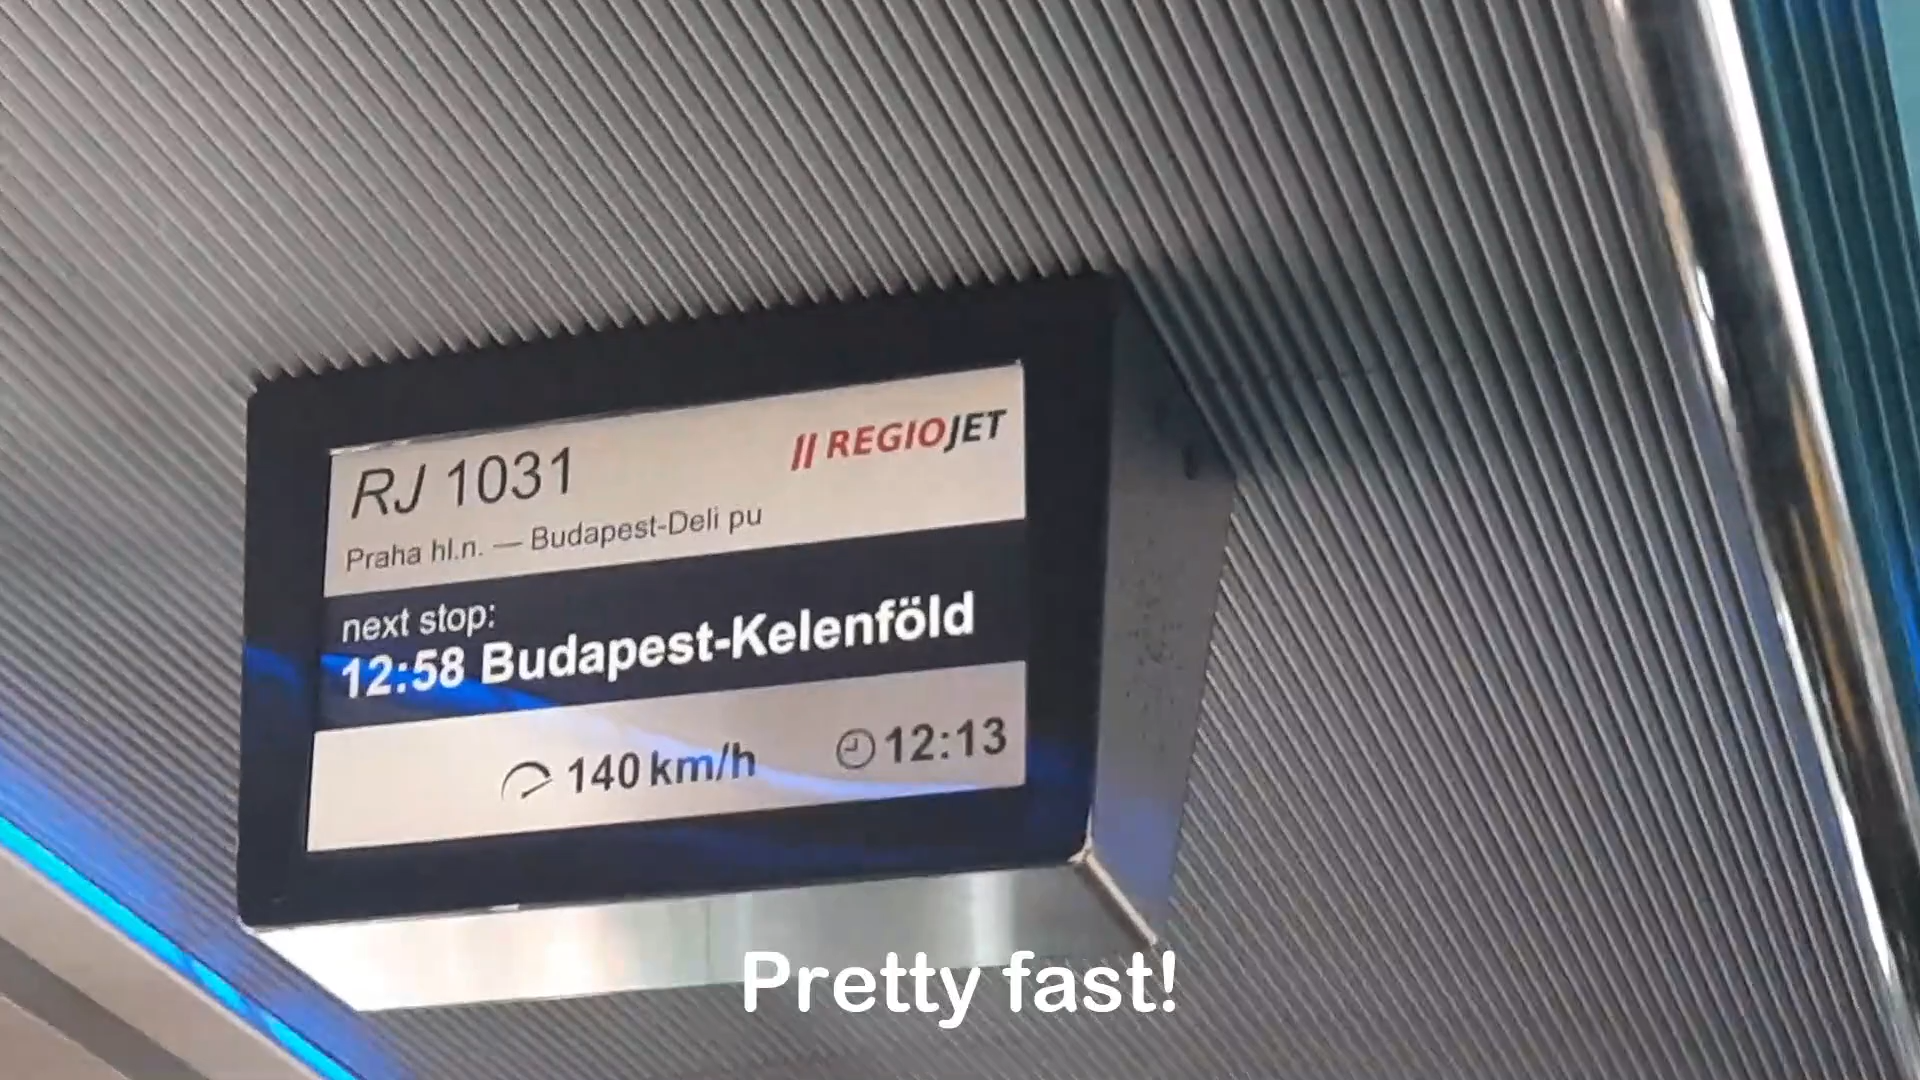 RJ 1031
|| REGIOJET
Praha hl.n. — Budapest-Deli pu
next stop:
12:58 Budapest-Kelenföld
140 km/h
12:13
Pretty fast!